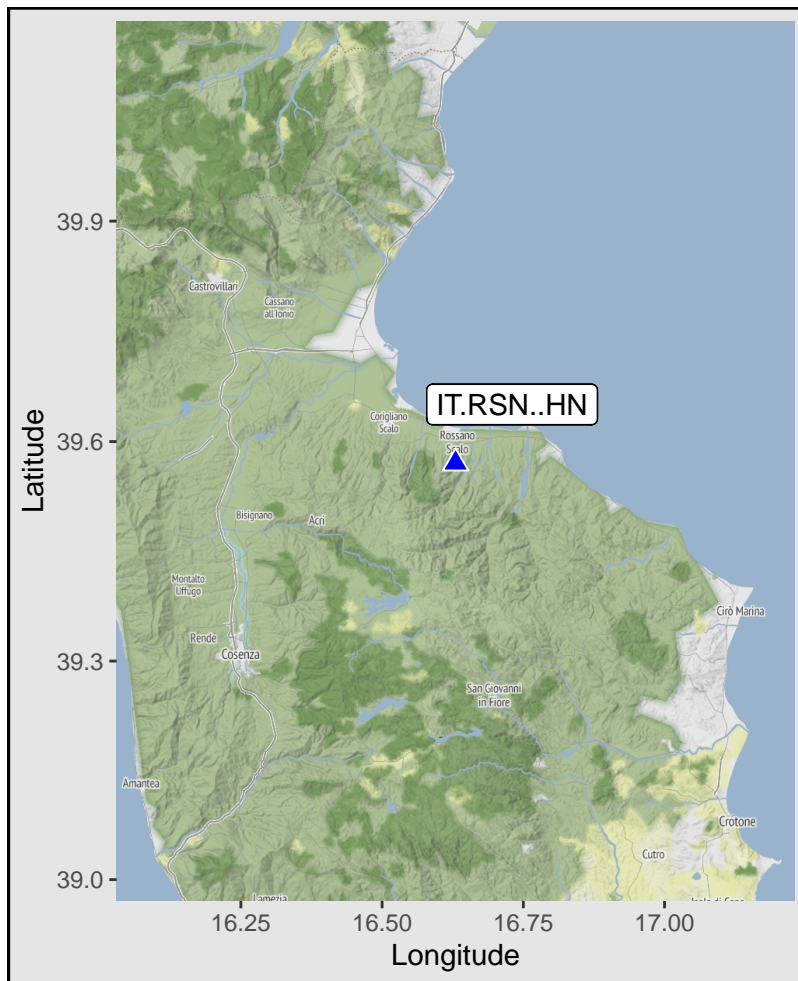 39.9
Castrovillari
Cassano
all'Ionio
IT.RSN..HN
Corigliano
Scalo
39.6
Rossano
Scalo
Latitude
Bisignano
Acri
Montalto
Uffugo
Cirò Marina
Rende
39.3
Cosenza
San Giovanni
in Fiore
Amantea
Crotone
Cutro
39.0
Lamezia
16.25
16.50
16.75
17.00
Longitude